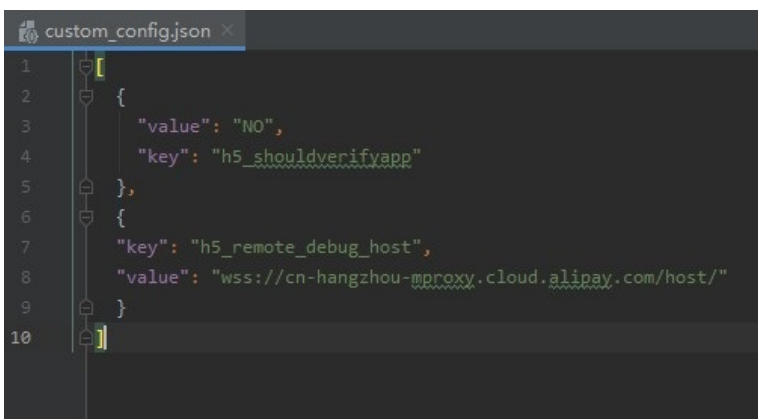 custom_config.json
1 [
2 {
3 "value": "NO",
4 "key": "h5_shouldverifyapp"
5 },
6 {
7 "key": "h5_remote_debug_host",
8 "value": "wss://cn-hangzhou-mproxy.cloud.alipay.com/host/"
9 }
10 ]